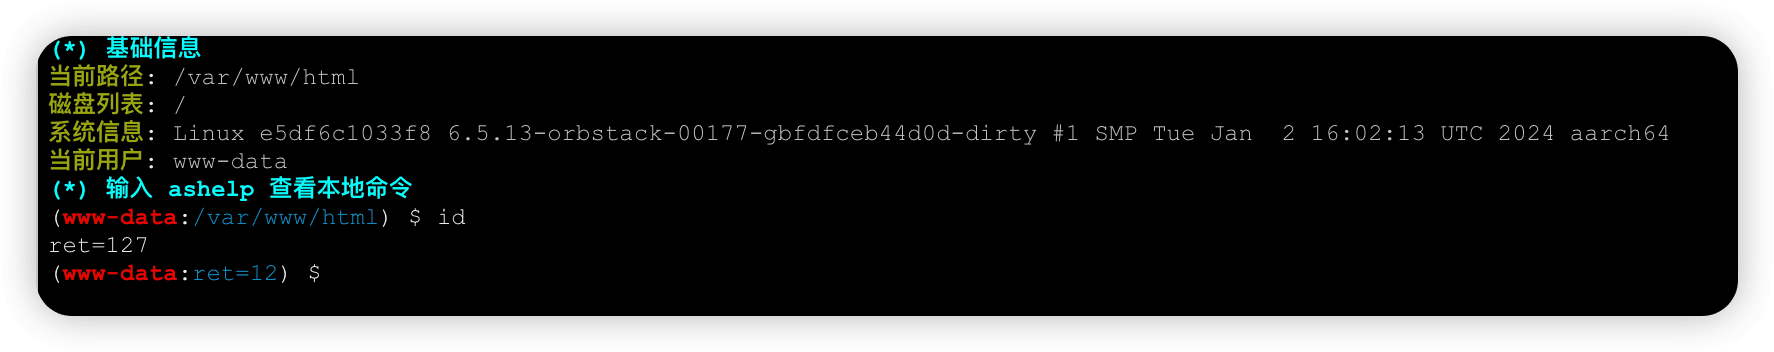 (*) 基础信息
当前路径: /var/www/html
磁盘列表: /
系统信息: Linux e5df6c1033f8 6.5.13-orbstack-00177-gbfdfceb44d0d-dirty #1 SMP Tue Jan  2 16:02:13 UTC 2024 aarch64
当前用户: www-data
(*) 输入 ashelp 查看本地命令
(www-data:/var/www/html) $ id
ret=127
(www-data:ret=12) $